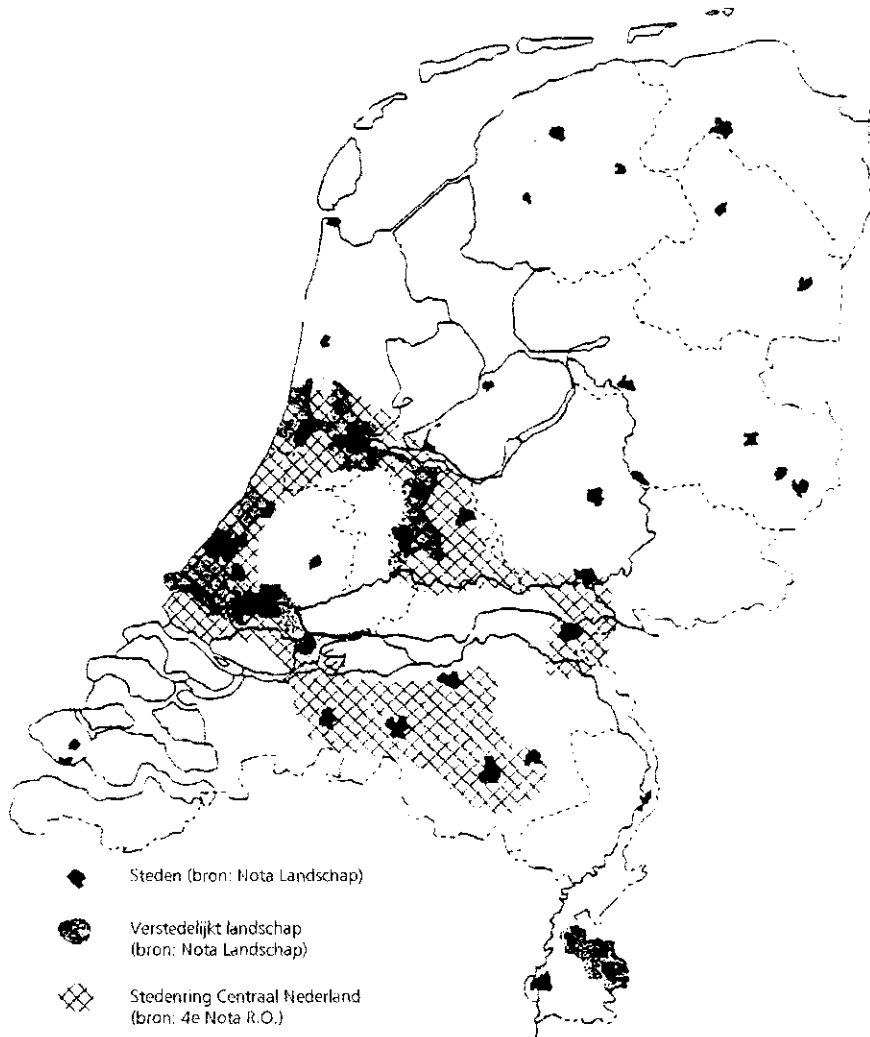 Steden (bron: Nota Landschap)
Verstedelijkt landschap
(bron: Nota Landschap)
Stedenring Centraal Nederland
(bron: 4e Nota R.O.)